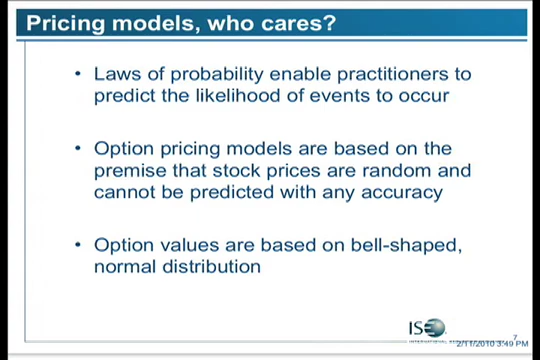 Pricing models, who cares?
• Laws of probability enable practitioners to
predict the likelihood of events to occur
• Option pricing models are based on the
premise that stock prices are random and
cannot be predicted with any accuracy
• Option values are based on bell-shaped,
normal distribution
ISE
7
2/11/2010 3:49 PM